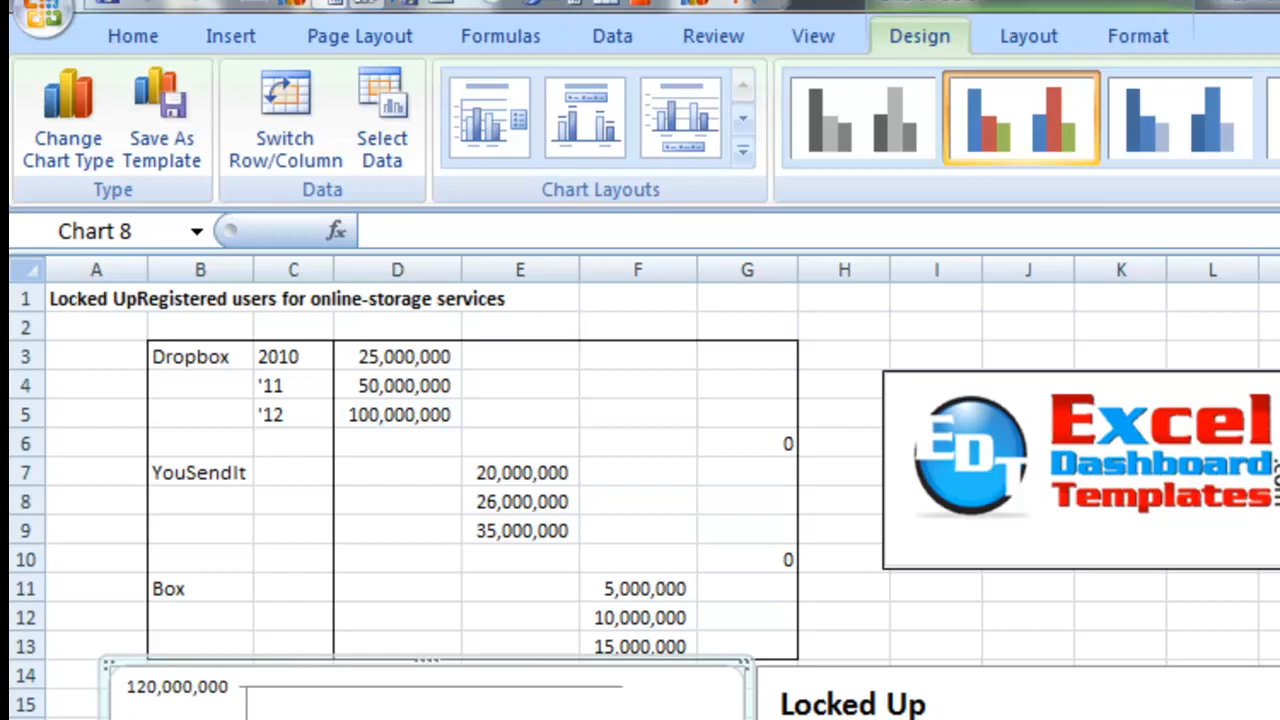 Home Insert Page Layout Formulas Data Review View Design Layout Format
Change Chart Type Save As Template Switch Row/Column Select Data
Type Data Chart Layouts
Chart 8 fx
A B C D E F G H I J K L
1 Locked UpRegistered users for online-storage services
2
3 Dropbox 2010 25,000,000
4 '11 50,000,000
5 '12 100,000,000
6 0
7 YouSendIt 20,000,000
8 26,000,000
9 35,000,000
10 0
11 Box 5,000,000
12 10,000,000
13 15,000,000
14
15
EDT
Excel
Dashboard
Templates
120,000,000
Locked Up